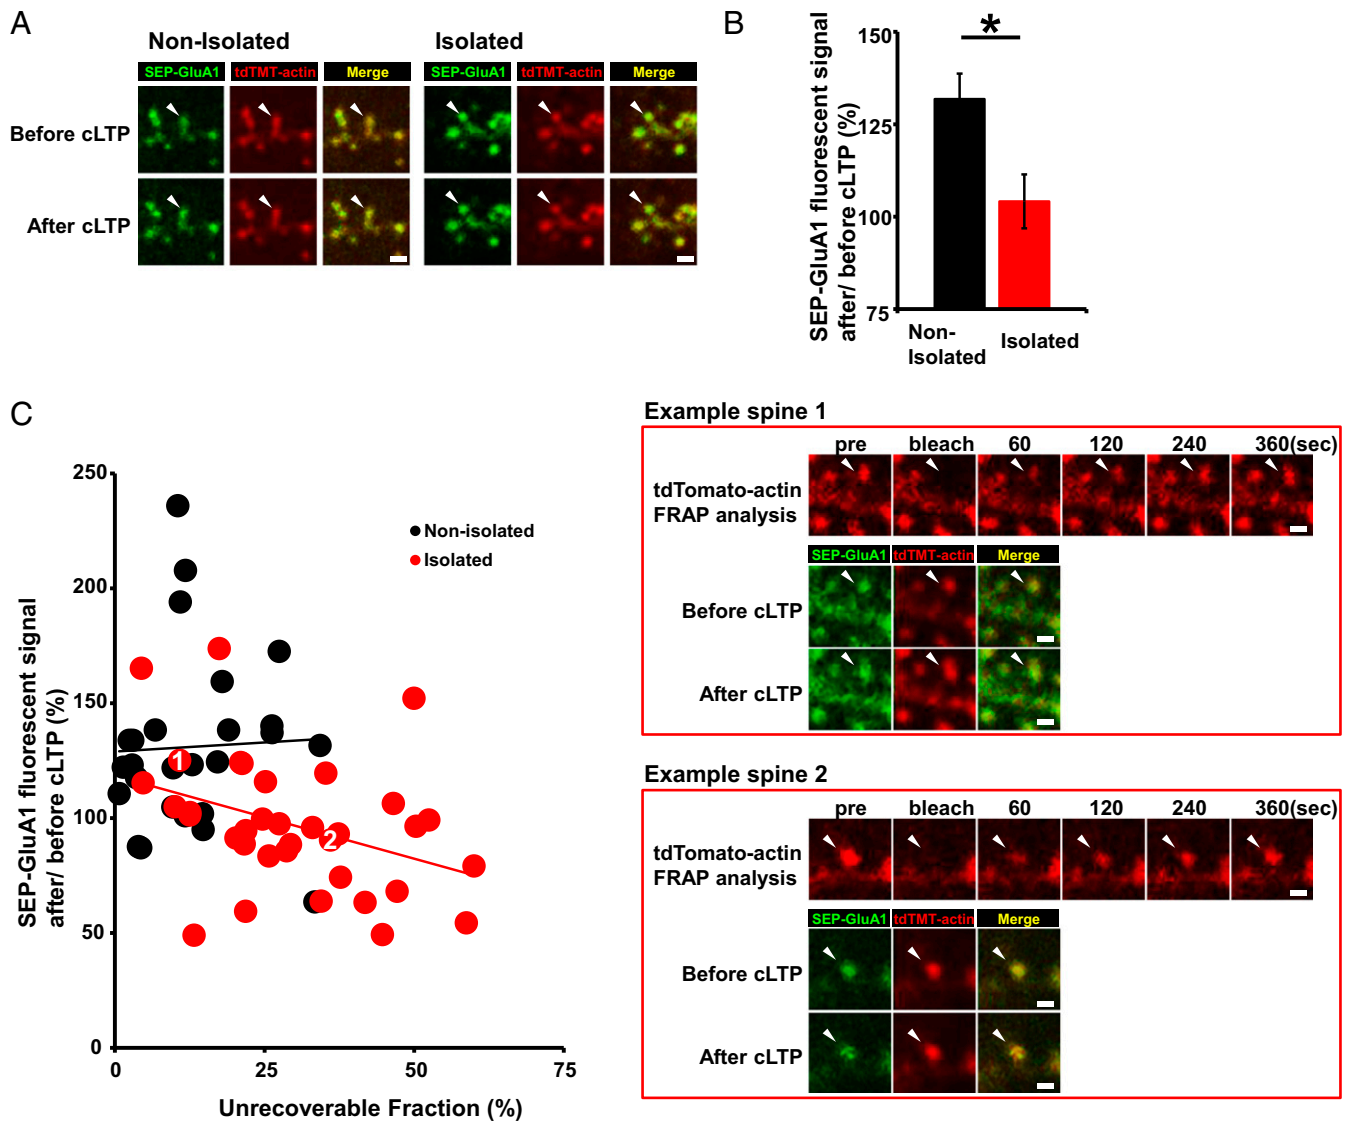 A
Non-Isolated
Isolated
SEP-GluA1 tdTMT-actin Merge
SEP-GluA1 tdTMT-actin Merge
Before cLTP
After cLTP
B
SEP-GluA1 fluorescent signal
after/ before cLTP (%)
150
*
125
100
75
Non-
Isolated
Isolated
C
SEP-GluA1 fluorescent signal
after/ before cLTP (%)
250
200
150
100
50
0
0 25 50 75
Unrecoverable Fraction (%)
Non-isolated
Isolated
1
2
Example spine 1
pre bleach 60 120 240 360(sec)
tdTomato-actin
FRAP analysis
SEP-GluA1 tdTMT-actin Merge
Before cLTP
After cLTP
Example spine 2
pre bleach 60 120 240 360(sec)
tdTomato-actin
FRAP analysis
SEP-GluA1 tdTMT-actin Merge
Before cLTP
After cLTP